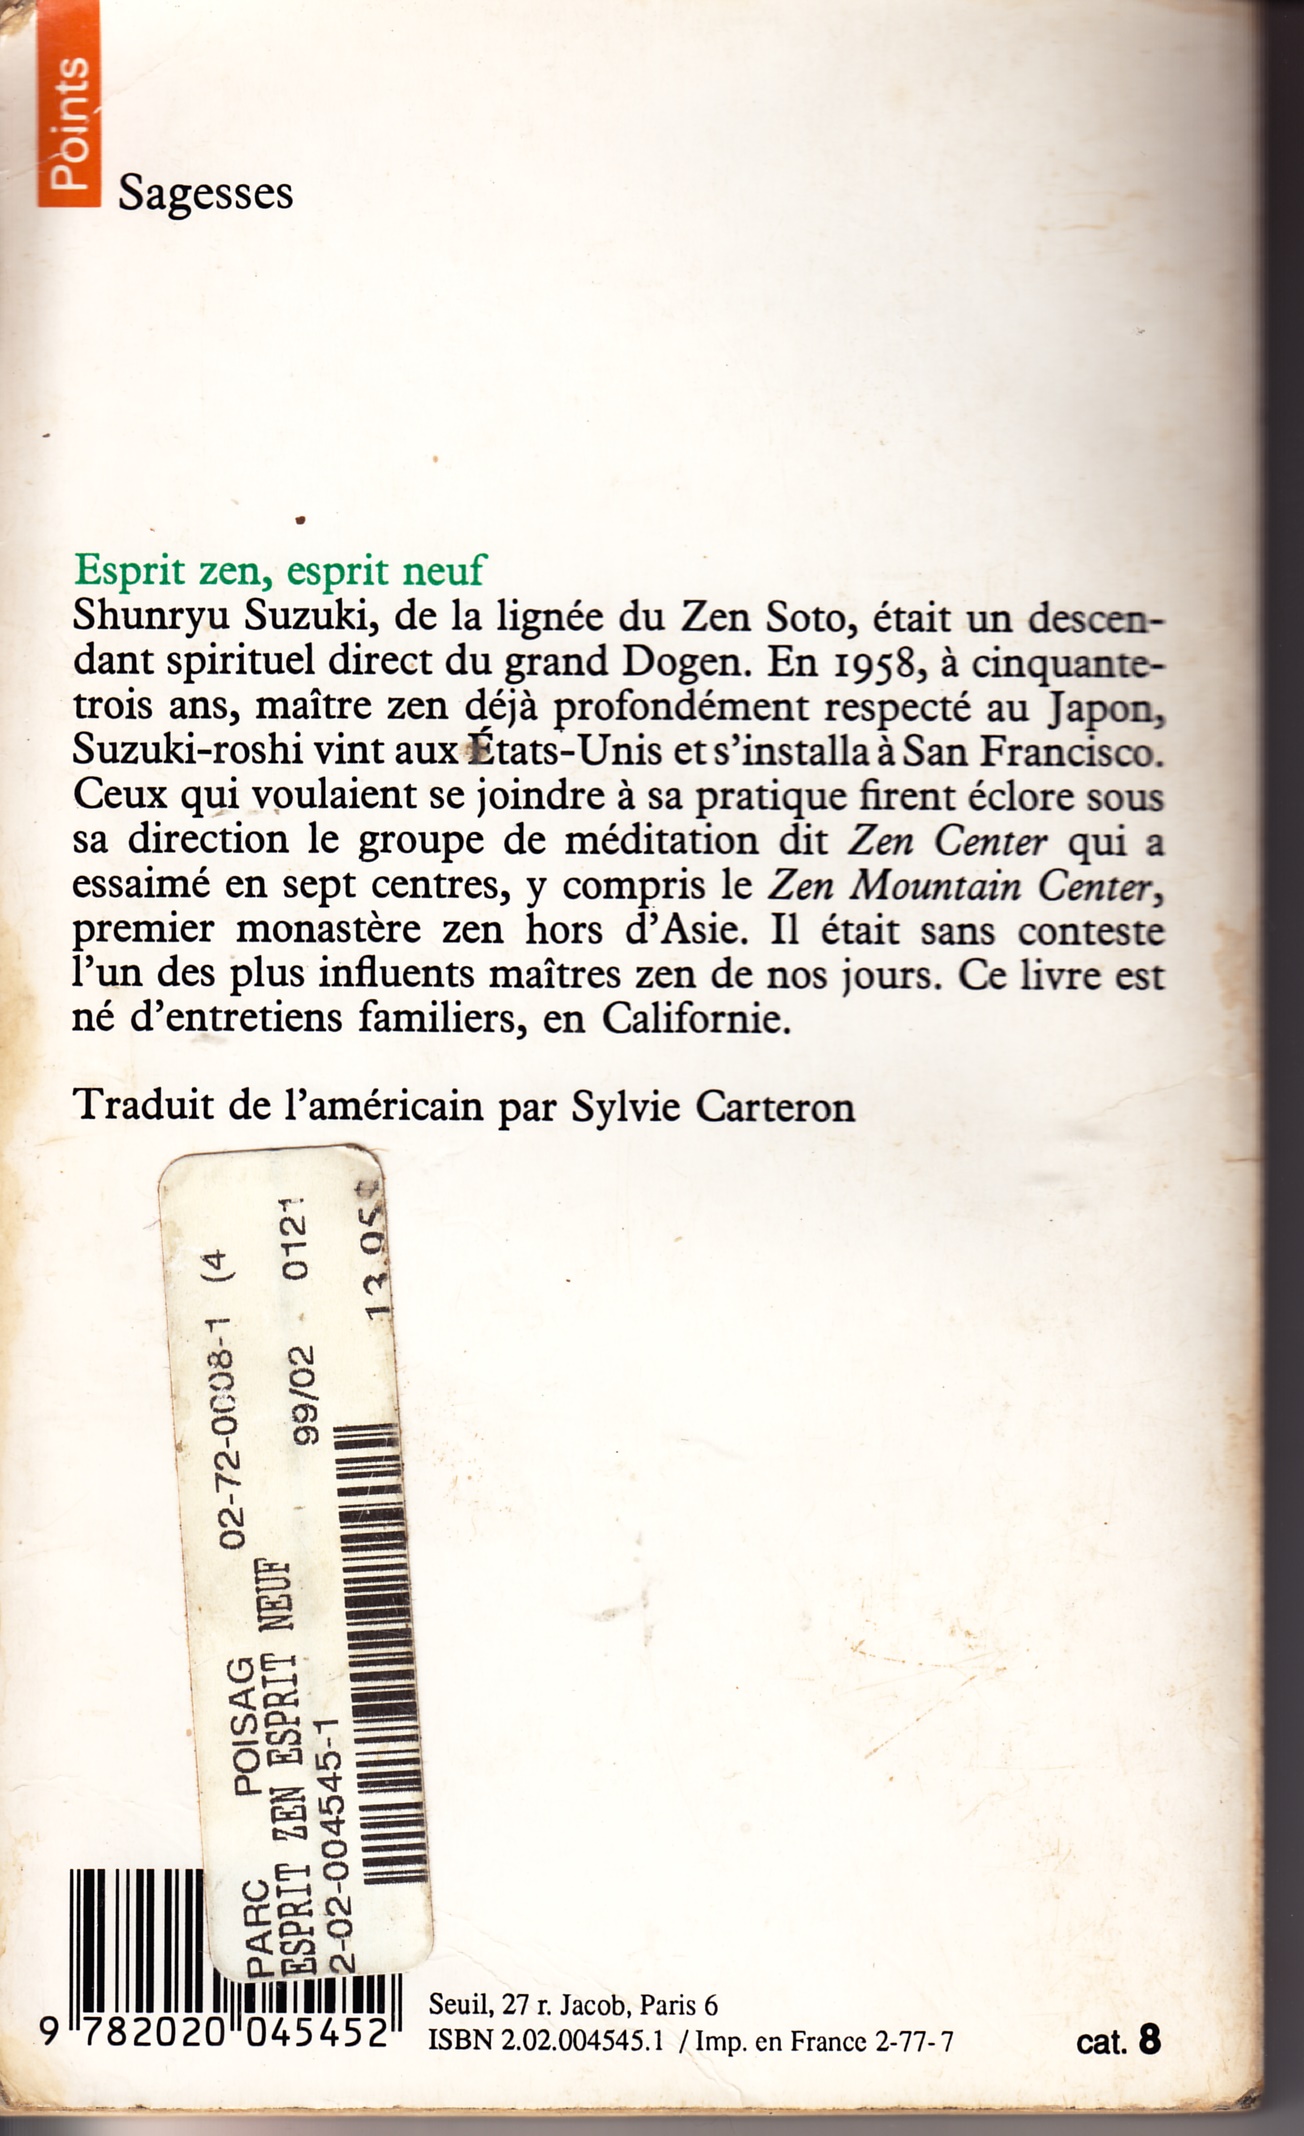 Points
Sagesses
Esprit zen, esprit neuf
Shunryu Suzuki, de la lignée du Zen Soto, était un descen-
dant spirituel direct du grand Dogen. En 1958, à cinquante-
trois ans, maître zen déjà profondément respecté au Japon,
Suzuki-roshi vint aux États-Unis et s'installa à San Francisco.
Ceux qui voulaient se joindre à sa pratique firent éclore sous
sa direction le groupe de méditation dit Zen Center qui a
essaimé en sept centres, y compris le Zen Mountain Center,
premier monastère zen hors d'Asie. Il était sans conteste
l'un des plus influents maîtres zen de nos jours. Ce livre est
né d'entretiens familiers, en Californie.
Traduit de l'américain par Sylvie Carteron
PARC POISAG 02-72-0008-1 (4
ESPRIT ZEN ESPRIT NEUF 99/02 0121
2-02-004545-1 13.95$
9 782020 045452
Seuil, 27 r. Jacob, Paris 6
ISBN 2.02.004545.1 / Imp. en France 2-77-7
cat. 8